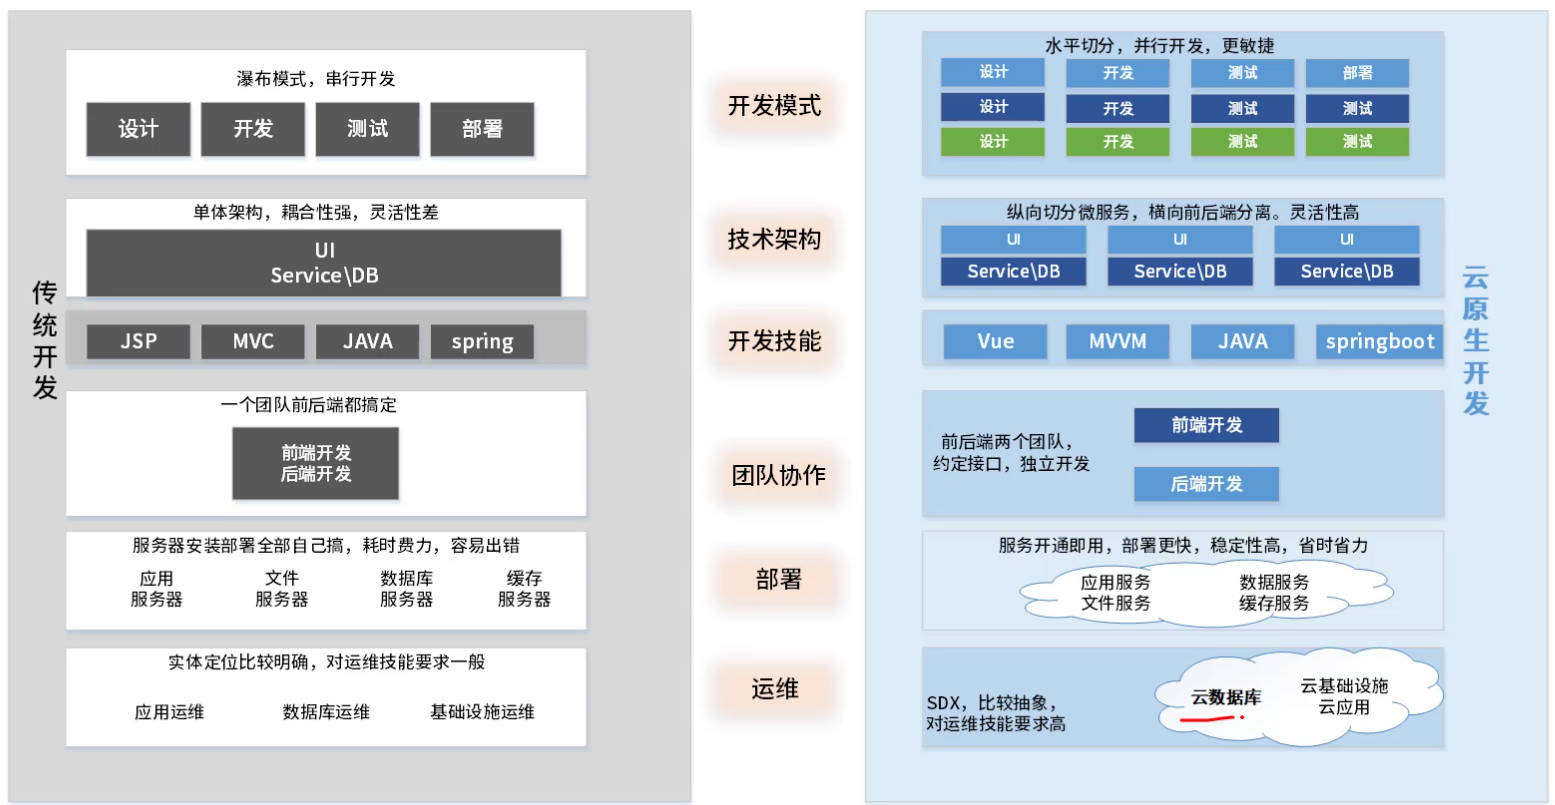 传统开发
瀑布模式，串行开发
设计 开发 测试 部署
单体架构，耦合性强，灵活性差
UI
Service\DB
JSP MVC JAVA spring
一个团队前后端都搞定
前端开发
后端开发
服务器安装部署全部自己搞，耗时费力，容易出错
应用 文件 数据库 缓存
服务器 服务器 服务器 服务器
实体定位比较明确，对运维技能要求一般
应用运维 数据库运维 基础设施运维
开发模式
技术架构
开发技能
团队协作
部署
运维
水平切分，并行开发，更敏捷
设计 开发 测试 部署
设计 开发 测试 测试
设计 开发 测试 测试
纵向切分微服务，横向前后端分离。灵活性高
UI UI UI
Service\DB Service\DB Service\DB
Vue MVVM JAVA springboot
前后端两个团队，
约定接口，独立开发
前端开发
后端开发
服务开通即用，部署更快，稳定性高，省时省力
应用服务 数据服务
文件服务 缓存服务
SDX，比较抽象，
对运维技能要求高
云数据库
云基础设施
云应用
云原生开发